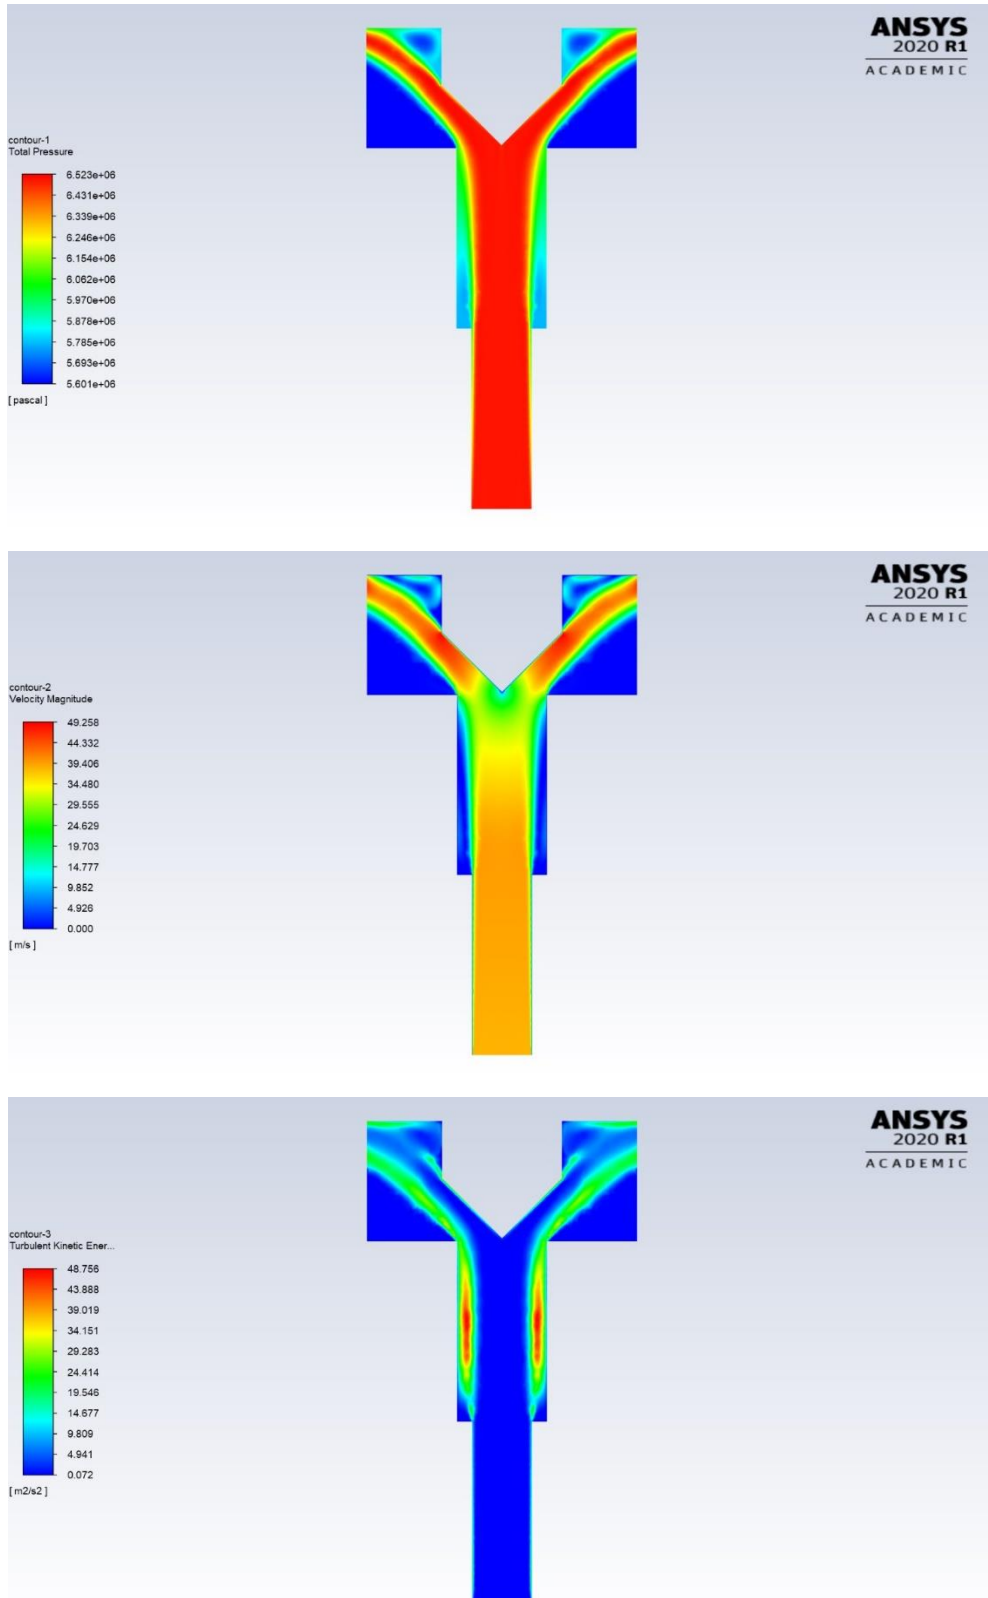 ANSYS
2020 R1
ACADEMIC
contour-1
Total Pressure
6.523e+06
6.431e+06
6.339e+06
6.246e+06
6.154e+06
6.062e+06
5.970e+06
5.878e+06
5.785e+06
5.693e+06
5.601e+06
[ pascal ]
ANSYS
2020 R1
ACADEMIC
contour-2
Velocity Magnitude
49.258
44.332
39.406
34.480
29.555
24.629
19.703
14.777
9.852
4.926
0.000
[ m/s ]
ANSYS
2020 R1
ACADEMIC
contour-3
Turbulent Kinetic Ener...
48.756
43.888
39.019
34.151
29.283
24.414
19.546
14.677
9.809
4.941
0.072
[ m2/s2 ]